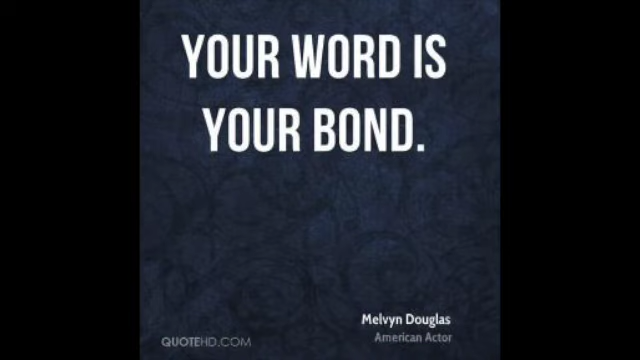 YOUR WORD IS
YOUR BOND.
Melvyn Douglas
American Actor
QUOTEHD.COM